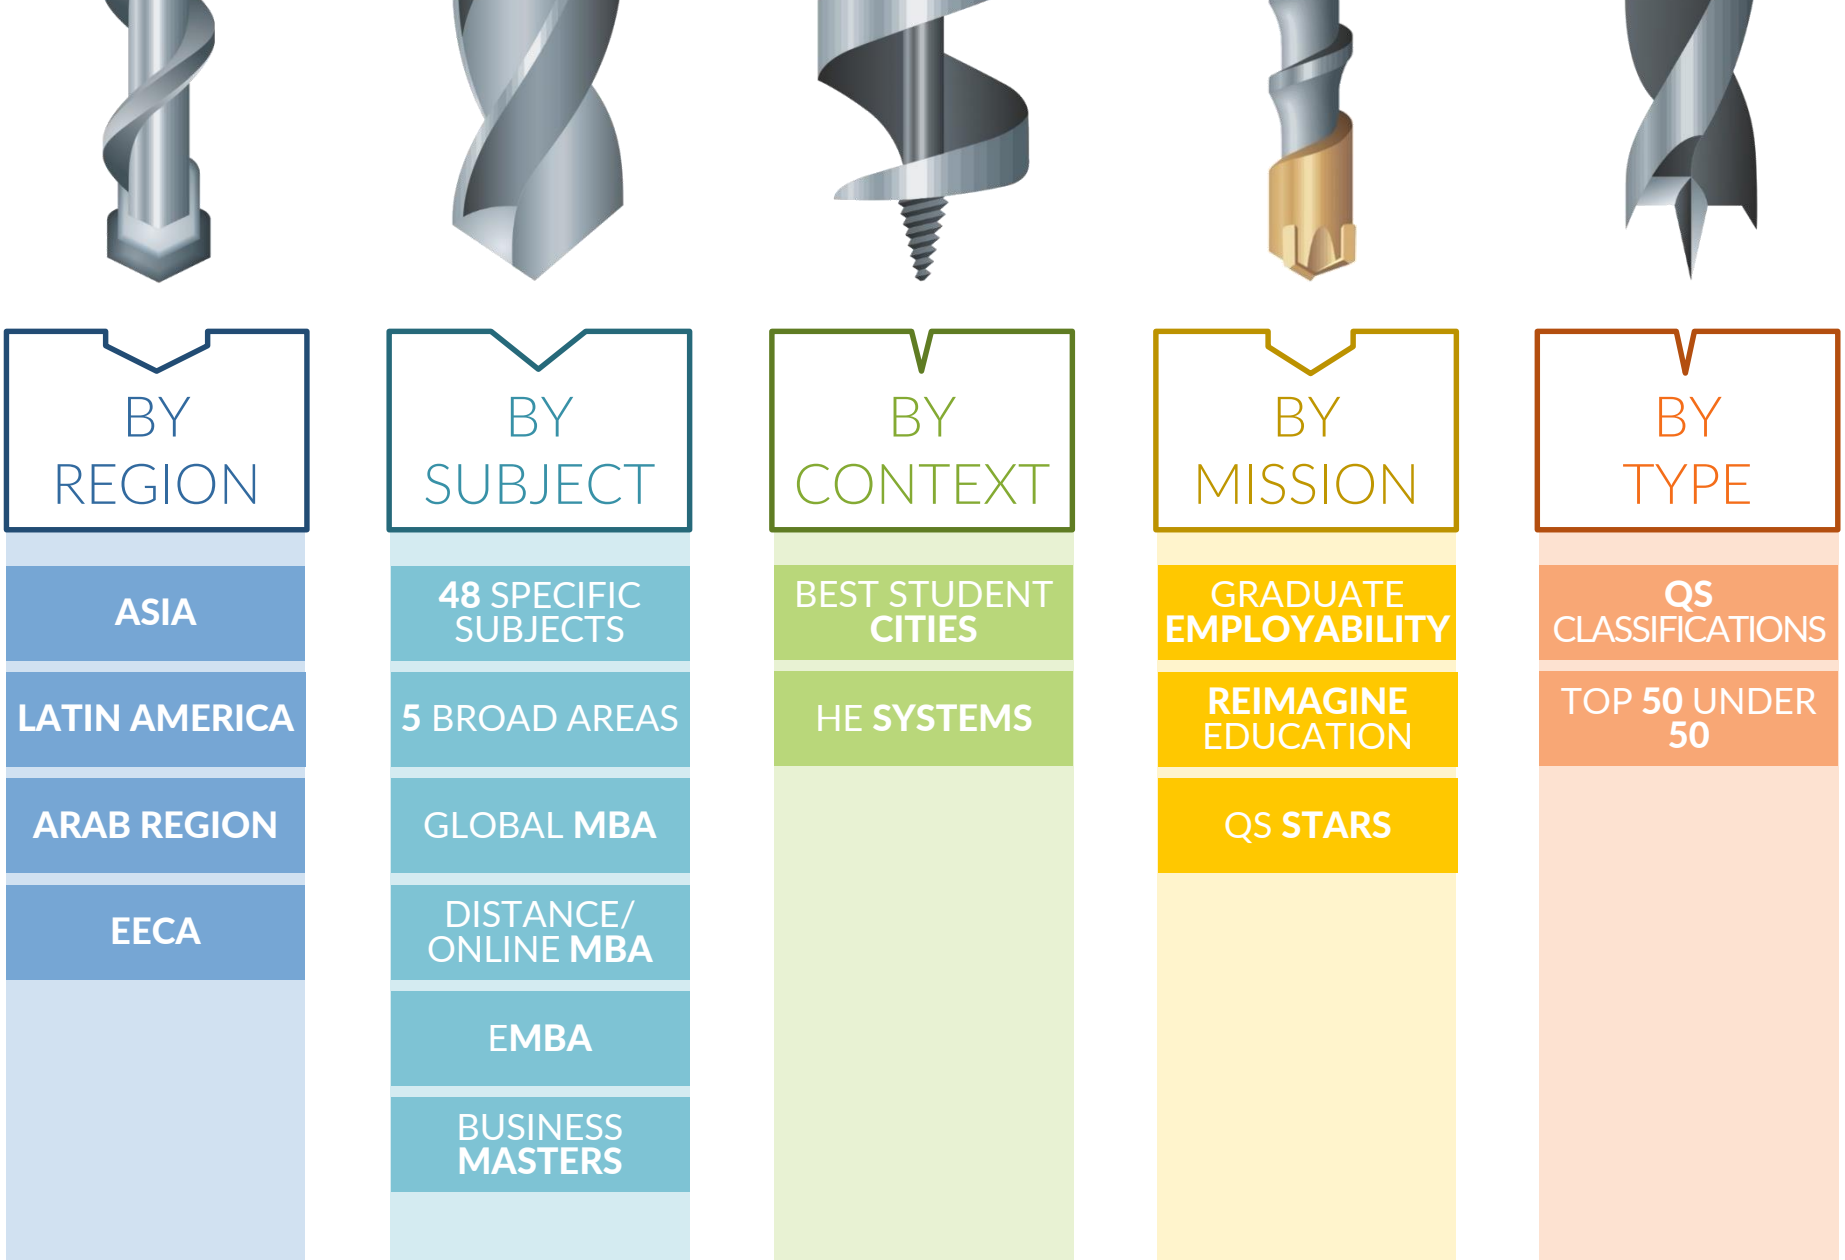 BY
REGION
ASIA
LATIN AMERICA
ARAB REGION
EECA
BY
SUBJECT
48 SPECIFIC
SUBJECTS
5 BROAD AREAS
GLOBAL MBA
DISTANCE/
ONLINE MBA
EMBA
BUSINESS
MASTERS
BY
CONTEXT
BEST STUDENT
CITIES
HE SYSTEMS
BY
MISSION
GRADUATE
EMPLOYABILITY
REIMAGINE
EDUCATION
QS STARS
BY
TYPE
QS
CLASSIFICATIONS
TOP 50 UNDER
50